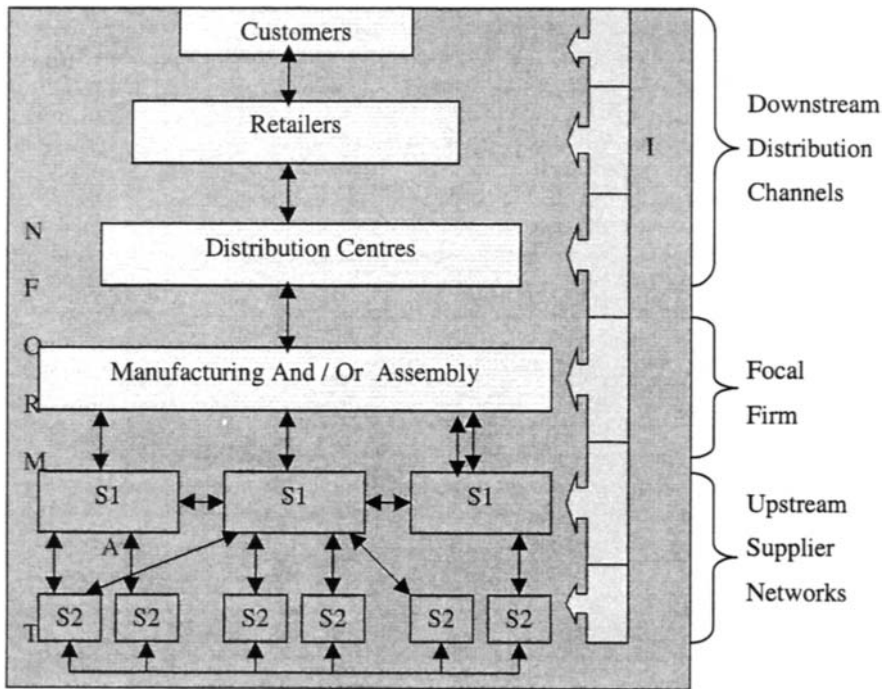 Customers
Retailers
Downstream
Distribution
Channels
I
N
Distribution Centres
F
O
Manufacturing And / Or Assembly
Focal
Firm
R
M
S1 S1 S1
Upstream
Supplier
Networks
A
S2 S2 S2 S2 S2 S2
T